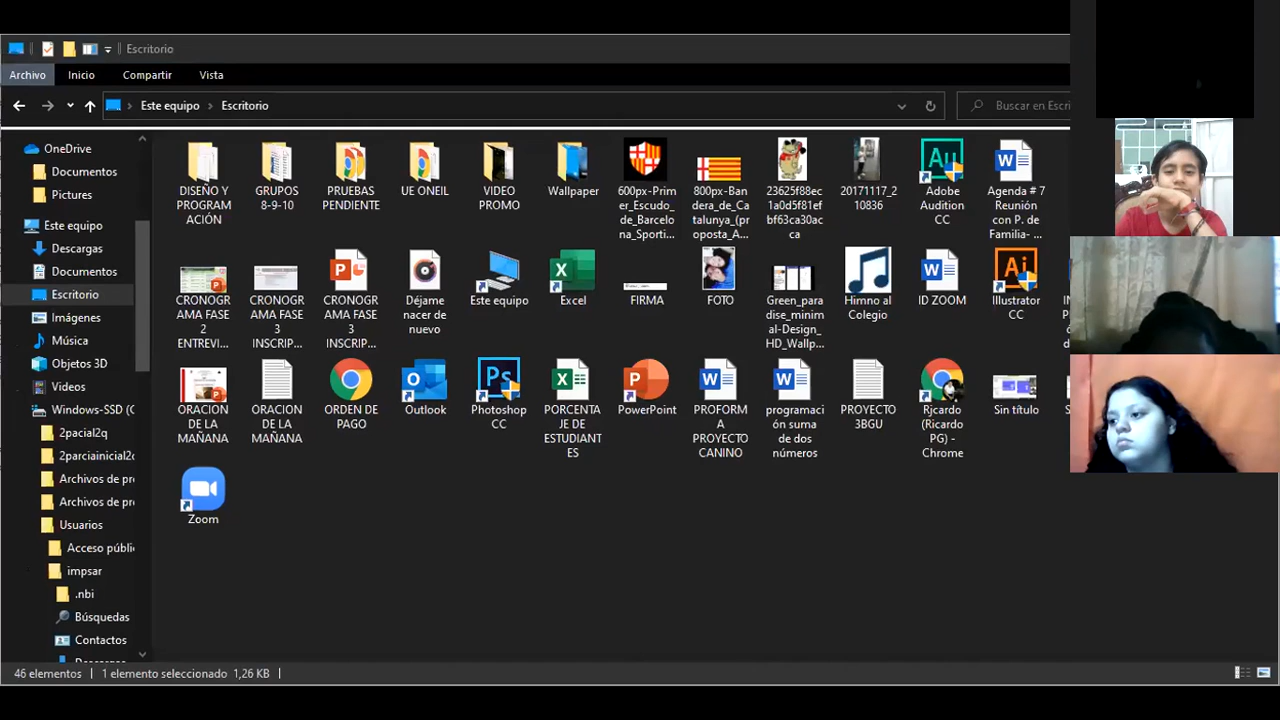 Escritorio
Archivo
Inicio
Compartir
Vista
Este equipo
Escritorio
Buscar en Escri
OneDrive
Documentos
Pictures
Este equipo
Descargas
Documentos
Escritorio
Imágenes
Música
Objetos 3D
Videos
Windows-SSD (C
2pacial2q
2parciainicial2q
Archivos de pro
Archivos de pro
Usuarios
Acceso públi
impsar
.nbi
Búsquedas
Contactos
DISEÑO Y
PROGRAM
ACIÓN
GRUPOS
8-9-10
PRUEBAS
PENDIENTE
UE ONEIL
VIDEO
PROMO
Wallpaper
600px-Prim
er_Escudo_
de_Barcelo
na_Sporti...
800px-Ban
dera_de_C
atalunya_(pr
oposta_A...
23625f88ec
1a0d5f81ef
bf63ca30ac
ca
20171117_2
10836
Adobe
Audition
CC
Agenda # 7
Reunión
con P. de
Familia- ...
CRONOGR
AMA FASE
2
ENTREVI...
CRONOGR
AMA FASE
3
INSCRIP...
CRONOGR
AMA FASE
3
INSCRIP...
Déjame
nacer de
nuevo
Este equipo
Excel
FIRMA
FOTO
Green_para
dise_minim
al-Design_
HD_Wallp...
Himno al
Colegio
ID ZOOM
Illustrator
CC
ORACION
DE LA
MAÑANA
ORACION
DE LA
MAÑANA
ORDEN DE
PAGO
Outlook
Photoshop
CC
PORCENTA
JE DE
ESTUDIANT
ES
PowerPoint
PROFORM
A
PROYECTO
CANINO
programaci
ón suma
de dos
números
PROYECTO
3BGU
Ricardo
(Ricardo
PG) -
Chrome
Sin título
Zoom
46 elementos
1 elemento seleccionado 1,26 KB